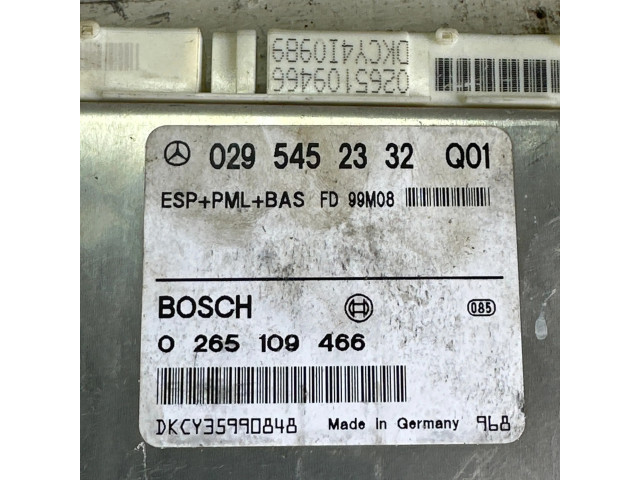 DKCY4I0989
0265109466
029 545 23 32 Q01
ESP+PML+BAS FD 99M08
BOSCH 085
0 265 109 466
DKCY35990848 Made in Germany 968